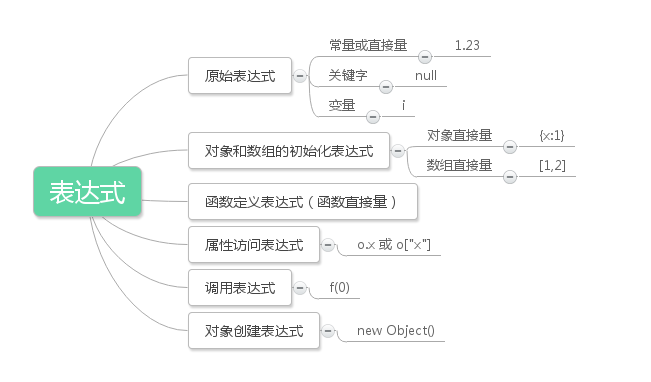 表达式
原始表达式
常量或直接量 1.23
关键字 null
变量 i
对象和数组的初始化表达式
对象直接量 {x:1}
数组直接量 [1,2]
函数定义表达式（函数直接量）
属性访问表达式
o.x 或 o["x"]
调用表达式
f(0)
对象创建表达式
new Object()